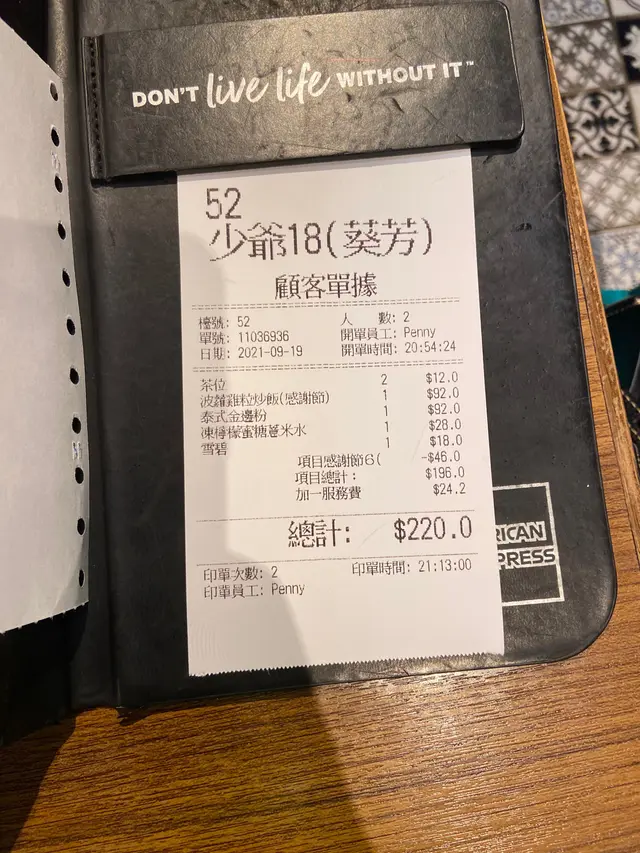 DON'T live life WITHOUT IT™
52
少爺18(葵芳)
顧客單據
檯號: 52 人 數: 2
單號: 11036936 開單員工: Penny
日期: 2021-09-19 開單時間: 20:54:24
茶位 2 $12.0
波蘿雞粒炒飯(感謝節) 1 $92.0
泰式金邊粉 1 $92.0
凍檸檬蜜糖薏米水 1 $28.0
雪碧 1 $18.0
項目感謝節6( -$46.0
項目總計: $196.0
加一服務費 $24.2
總計: $220.0
RICAN
PRESS
印單次數: 2 印單時間: 21:13:00
印單員工: Penny